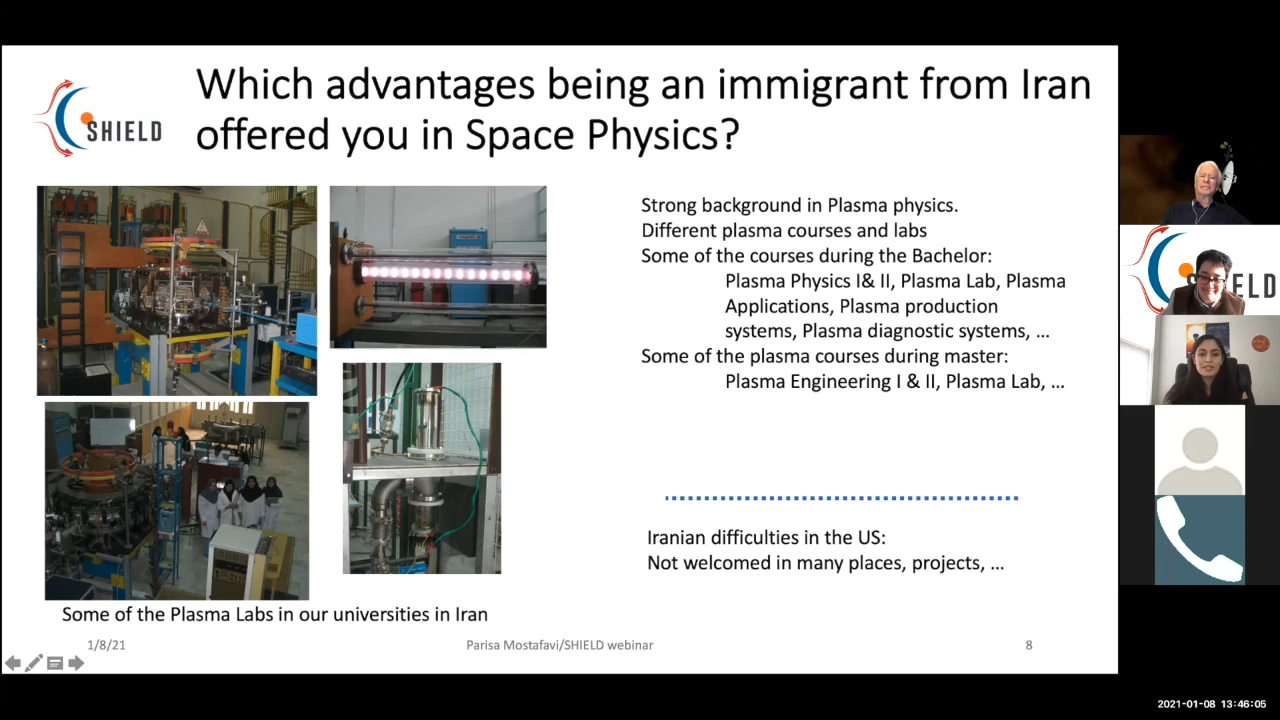 Which advantages being an immigrant from Iran
offered you in Space Physics?
SHIELD
Strong background in Plasma physics.
Different plasma courses and labs
Some of the courses during the Bachelor:
Plasma Physics I& II, Plasma Lab, Plasma
Applications, Plasma production
systems, Plasma diagnostic systems, ...
Some of the plasma courses during master:
Plasma Engineering I & II, Plasma Lab, ...
Iranian difficulties in the US:
Not welcomed in many places, projects, ...
Some of the Plasma Labs in our universities in Iran
1/8/21
Parisa Mostafavi/SHIELD webinar
8
ELD
2021-01-08 13:46:05